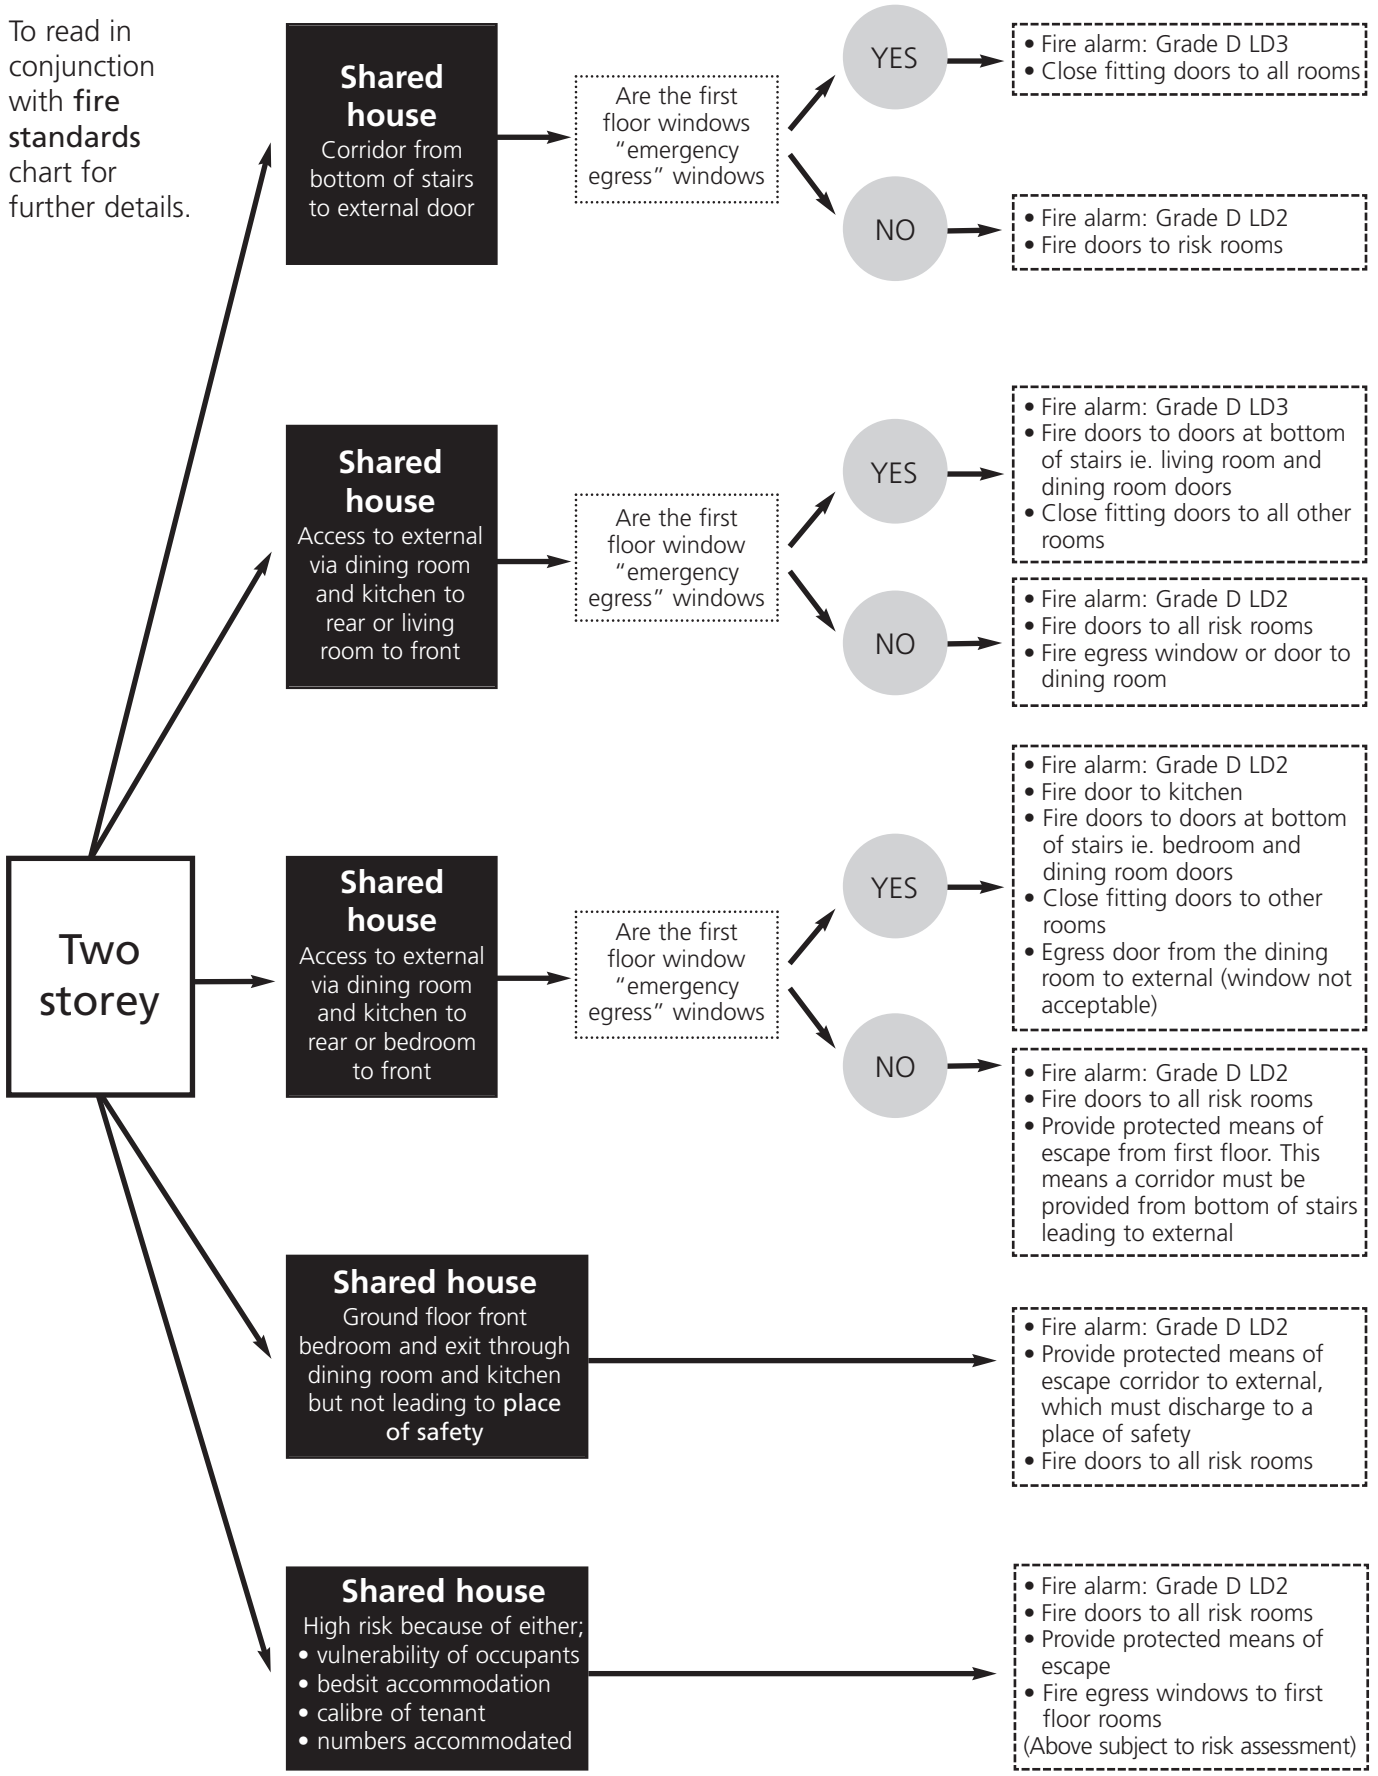 To read in
conjunction
with fire
standards
chart for
further details.
Shared
house
Corridor from
bottom of stairs
to external door
Are the first
floor windows
“emergency
egress” windows
YES
• Fire alarm: Grade D LD3
• Close fitting doors to all rooms
NO
• Fire alarm: Grade D LD2
• Fire doors to risk rooms
Shared
house
Access to external
via dining room
and kitchen to
rear or living
room to front
Are the first
floor window
“emergency
egress” windows
YES
• Fire alarm: Grade D LD3
• Fire doors to doors at bottom
of stairs ie. living room and
dining room doors
• Close fitting doors to all other
rooms
NO
• Fire alarm: Grade D LD2
• Fire doors to all risk rooms
• Fire egress window or door to
dining room
Two
storey
Shared
house
Access to external
via dining room
and kitchen to
rear or bedroom
to front
Are the first
floor window
“emergency
egress” windows
YES
• Fire alarm: Grade D LD2
• Fire door to kitchen
• Fire doors to doors at bottom
of stairs ie. bedroom and
dining room doors
• Close fitting doors to other
rooms
• Egress door from the dining
room to external (window not
acceptable)
NO
• Fire alarm: Grade D LD2
• Fire doors to all risk rooms
• Provide protected means of
escape from first floor. This
means a corridor must be
provided from bottom of stairs
leading to external
Shared house
Ground floor front
bedroom and exit through
dining room and kitchen
but not leading to place
of safety
• Fire alarm: Grade D LD2
• Provide protected means of
escape corridor to external,
which must discharge to a
place of safety
• Fire doors to all risk rooms
Shared house
High risk because of either;
• vulnerability of occupants
• bedsit accommodation
• calibre of tenant
• numbers accommodated
• Fire alarm: Grade D LD2
• Fire doors to all risk rooms
• Provide protected means of
escape
• Fire egress windows to first
floor rooms
(Above subject to risk assessment)